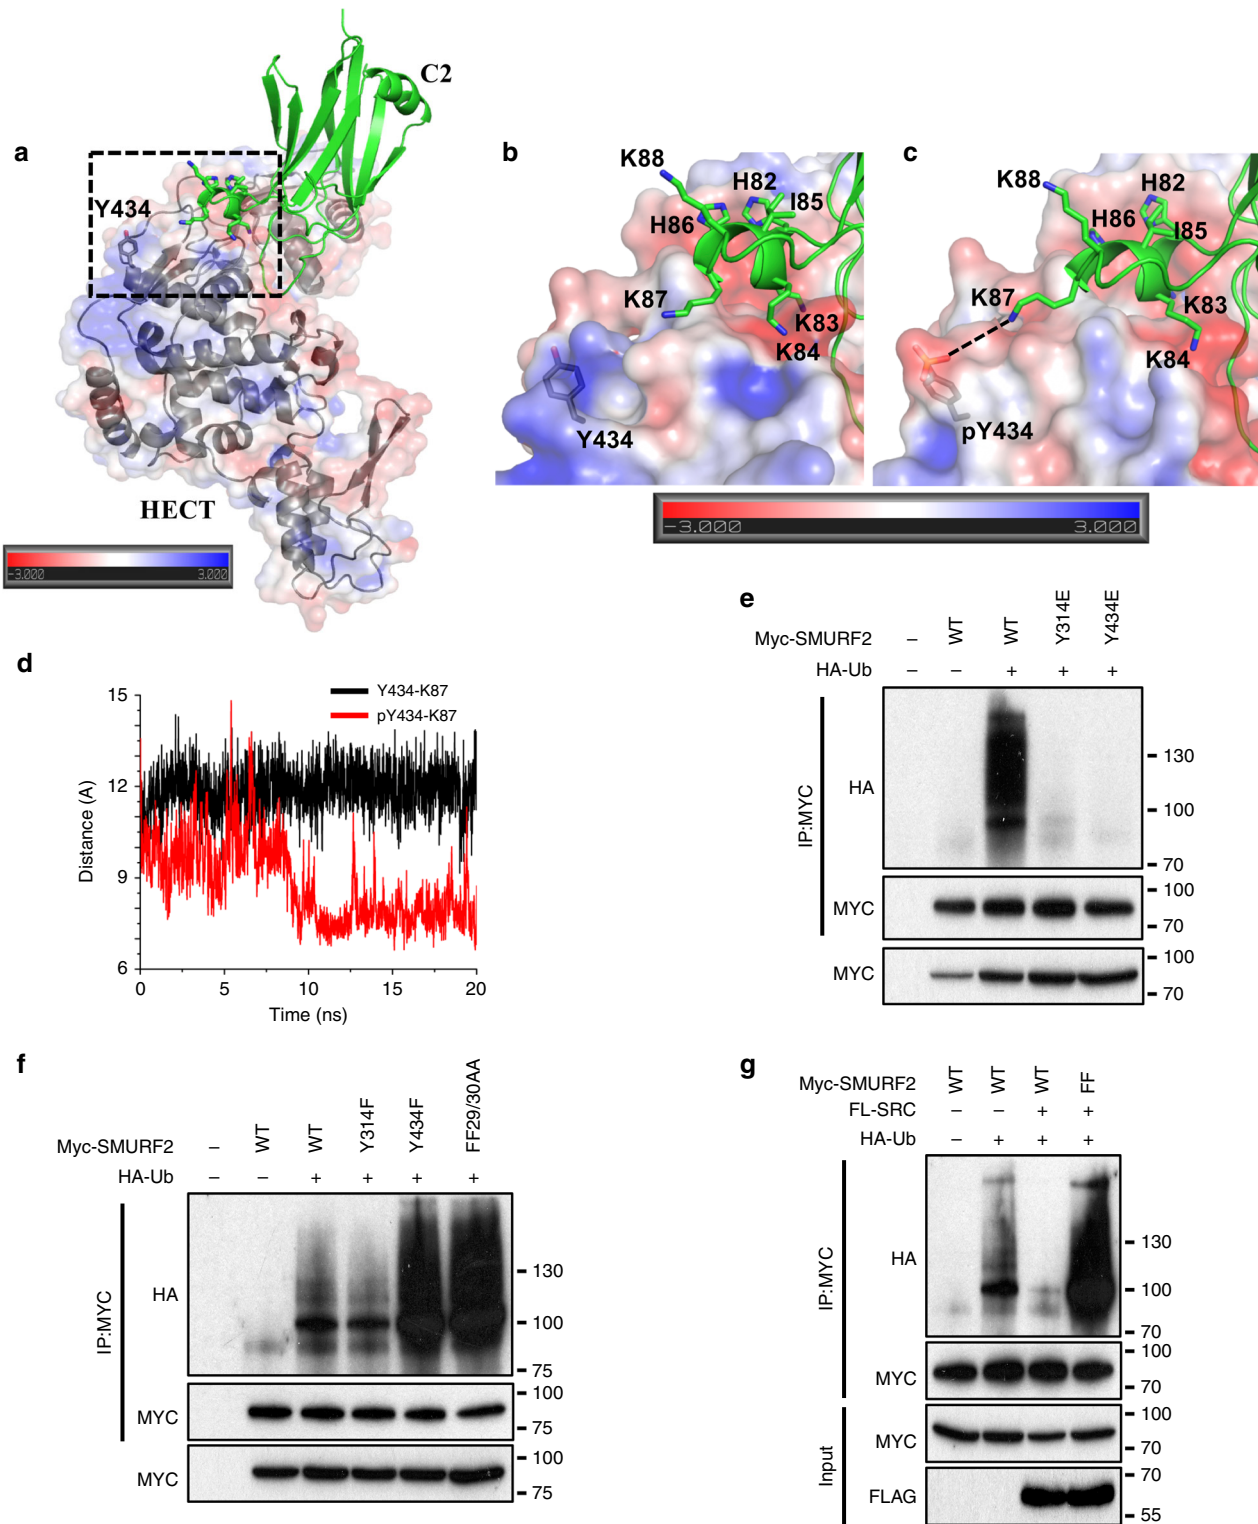 a
C2
Y434
HECT
-3.000 3.000
b
K88
H82
I85
H86
K87
K83
K84
Y434
c
K88
H82
H86
I85
K87
K83
K84
pY434
-3.000 3.000
d
Y434-K87
pY434-K87
Distance (A)
15
12
9
6
0 5 10 15 20
Time (ns)
e
Myc-SMURF2 – WT WT Y314E Y434E
HA-Ub – – + + +
IP:MYC
HA
130
100
70
MYC
100
70
MYC
100
70
f
Myc-SMURF2 – WT WT Y314F Y434F FF29/30AA
HA-Ub – – + + + +
IP:MYC
HA
130
100
75
MYC
100
75
MYC
100
75
g
Myc-SMURF2 WT WT WT FF
FL-SRC – – + +
HA-Ub – + + +
IP:MYC
HA
130
100
70
MYC
100
70
Input
MYC
100
70
FLAG
70
55